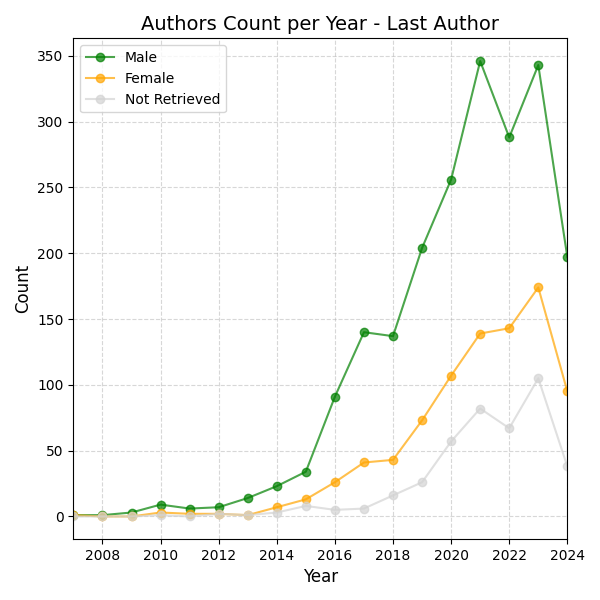 Authors Count per Year - Last Author
Male
Female
Not Retrieved
350
300
250
200
150
100
50
0
Count
2008 2010 2012 2014 2016 2018 2020 2022 2024
Year